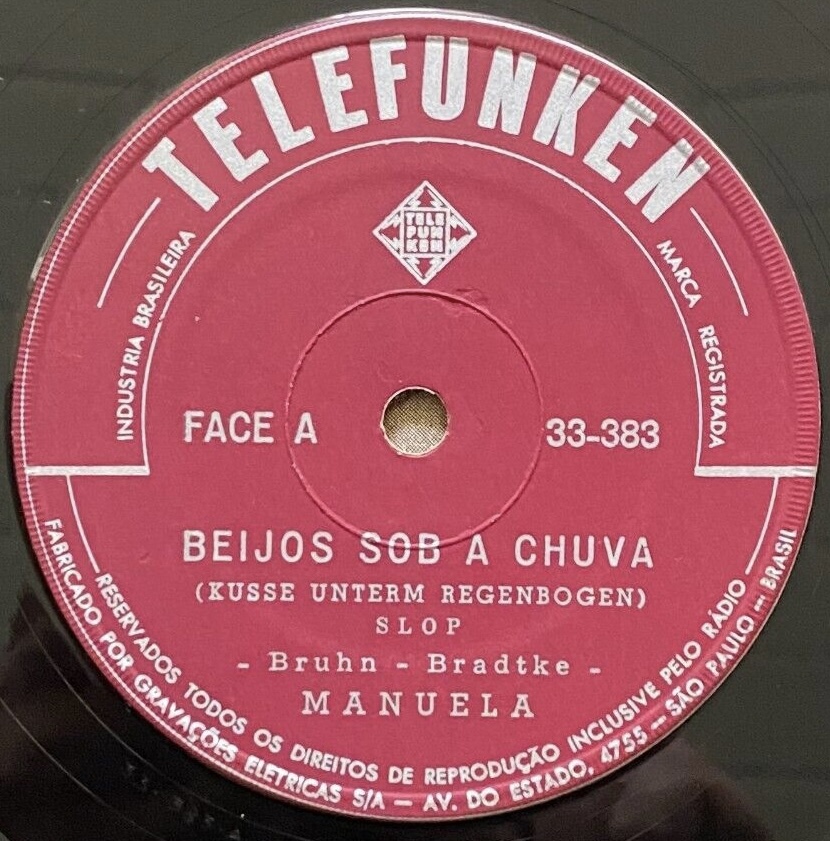 TELEFUNKEN
TELE
FUN
KEN
INDUSTRIA BRASILEIRA
MARCA REGISTRADA
FACE A
33-383
BEIJOS SOB A CHUVA
(KUSSE UNTERM REGENBOGEN)
SLOP
- Bruhn - Bradtke -
MANUELA
RESERVADOS TODOS OS DIREITOS DE REPRODUÇÃO INCLUSIVE PELO RÁDIO
FABRICADO POR GRAVAÇÕES ELETRICAS S/A — AV. DO ESTADO, 4755 — SÃO PAULO — BRASIL